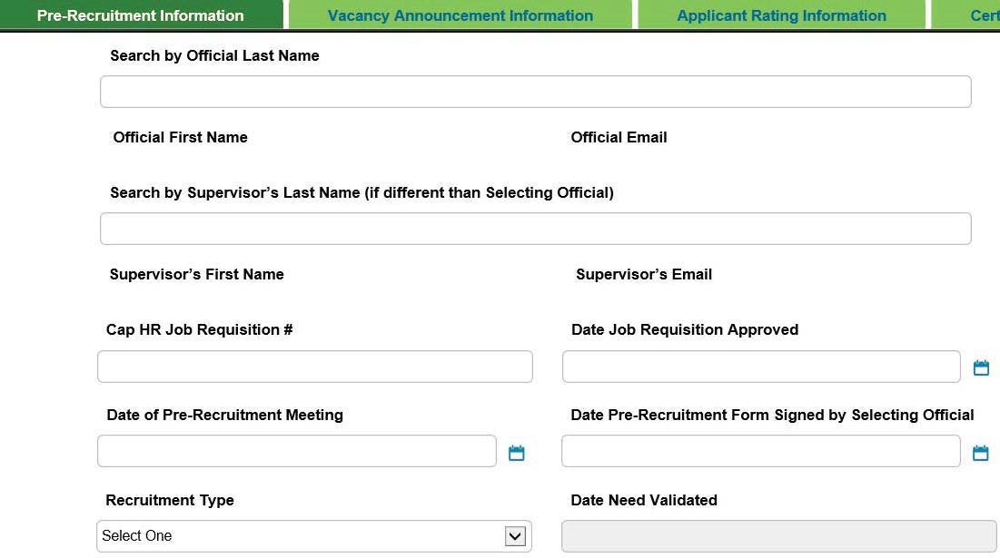 Pre-Recruitment Information
Vacancy Announcement Information
Applicant Rating Information
Cert
Search by Official Last Name
Official First Name
Official Email
Search by Supervisor’s Last Name (if different than Selecting Official)
Supervisor’s First Name
Supervisor’s Email
Cap HR Job Requisition #
Date Job Requisition Approved
Date of Pre-Recruitment Meeting
Date Pre-Recruitment Form Signed by Selecting Official
Recruitment Type
Date Need Validated
Select One